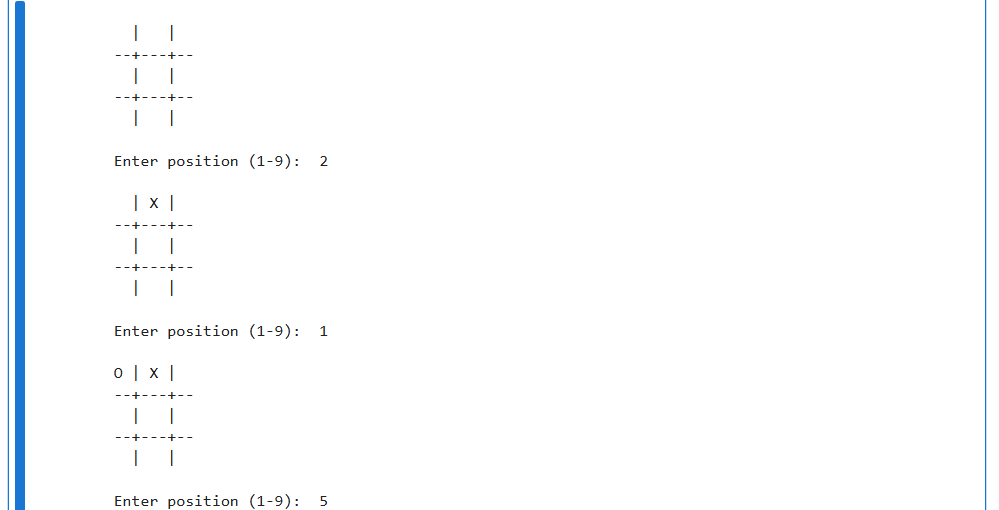 |   |
--+---+--
  |   |
--+---+--
  |   |
Enter position (1-9):  2
  | X |
--+---+--
  |   |
--+---+--
  |   |
Enter position (1-9):  1
O | X |
--+---+--
  |   |
--+---+--
  |   |
Enter position (1-9):  5